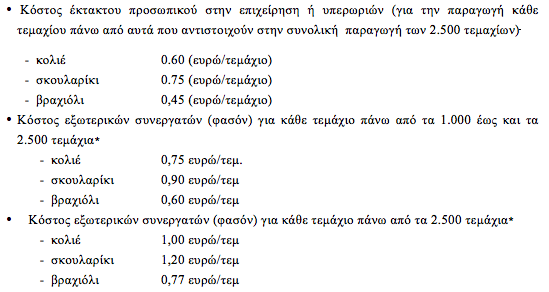 • Κόστος έκτακτου προσωπικού στην επιχείρηση ή υπερωριών (για την παραγωγή κάθε
τεμαχίου πάνω από αυτά που αντιστοιχούν στην συνολική παραγωγή των 2.500 τεμαχίων)·
- κολιέ 0.60 (ευρώ/τεμάχιο)
- σκουλαρίκι 0.75 (ευρώ/τεμάχιο)
- βραχιόλι 0,45 (ευρώ/τεμάχιο)
• Κόστος εξωτερικών συνεργατών (φασόν) για κάθε τεμάχιο πάνω από τα 1.000 έως και τα
2.500 τεμάχια*
- κολιέ 0,75 ευρώ/τεμ.
- σκουλαρίκι 0,90 ευρώ/τεμ
- βραχιόλι 0,60 ευρώ/τεμ
• Κόστος εξωτερικών συνεργατών (φασόν) για κάθε τεμάχιο πάνω από τα 2.500 τεμάχια*
- κολιέ 1,00 ευρώ/τεμ
- σκουλαρίκι 1,20 ευρώ/τεμ
- βραχιόλι 0,77 ευρώ/τεμ